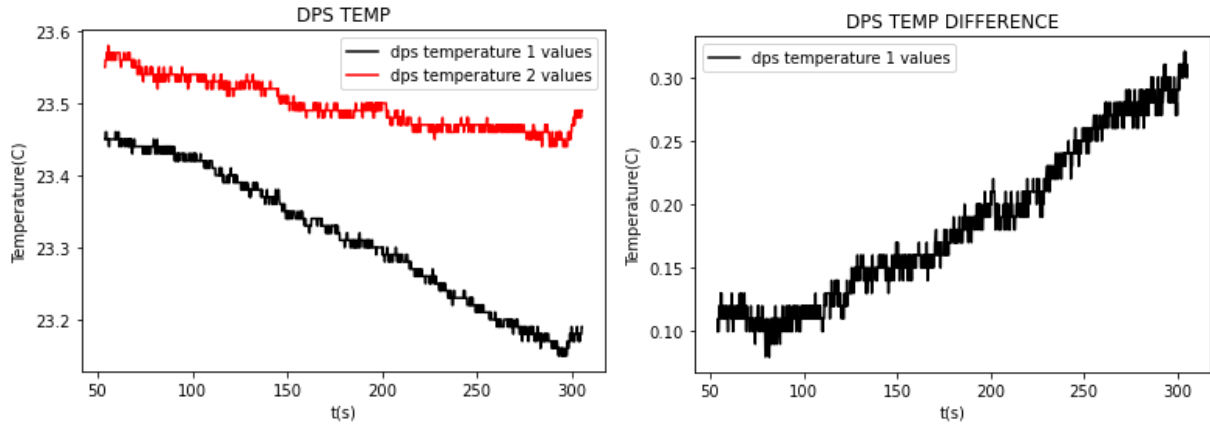 DPS TEMP
dps temperature 1 values
dps temperature 2 values
Temperature(C)
23.6
23.5
23.4
23.3
23.2
50 100 150 200 250 300
t(s)
DPS TEMP DIFFERENCE
dps temperature 1 values
Temperature(C)
0.30
0.25
0.20
0.15
0.10
50 100 150 200 250 300
t(s)